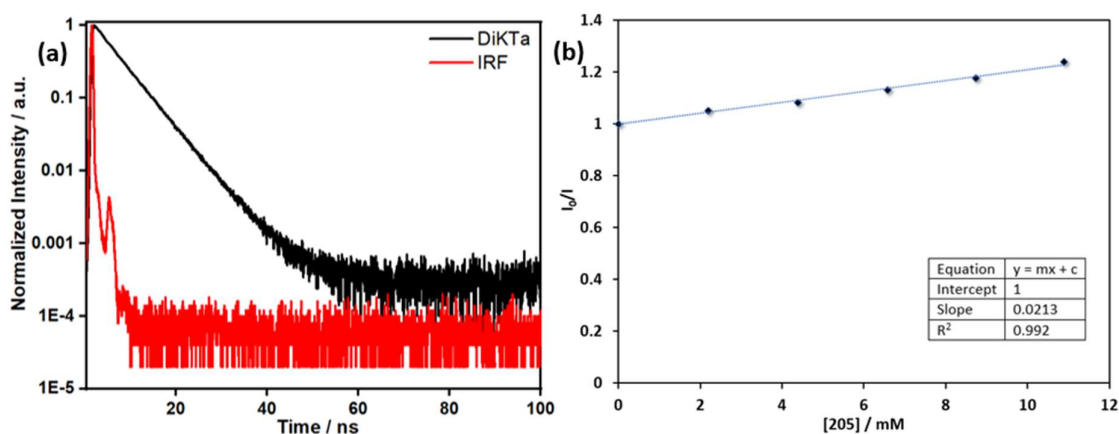 (a)
DiKTa
IRF
Normalized Intensity / a.u.
1
0.1
0.01
0.001
1E-4
1E-5
20 40 60 80 100
Time / ns
(b)
I₀/I
1.4
1.2
1
0.8
0.6
0.4
0.2
0
0 2 4 6 8 10 12
[205] / mM
Equation y = mx + c
Intercept 1
Slope 0.0213
R² 0.992